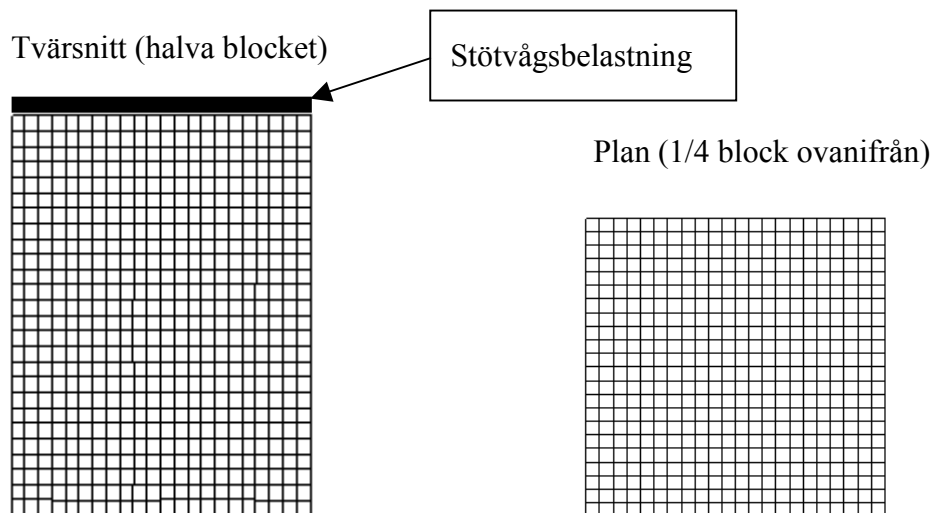 Tvärsnitt (halva blocket)
Stötvågsbelastning
Plan (1/4 block ovanifrån)